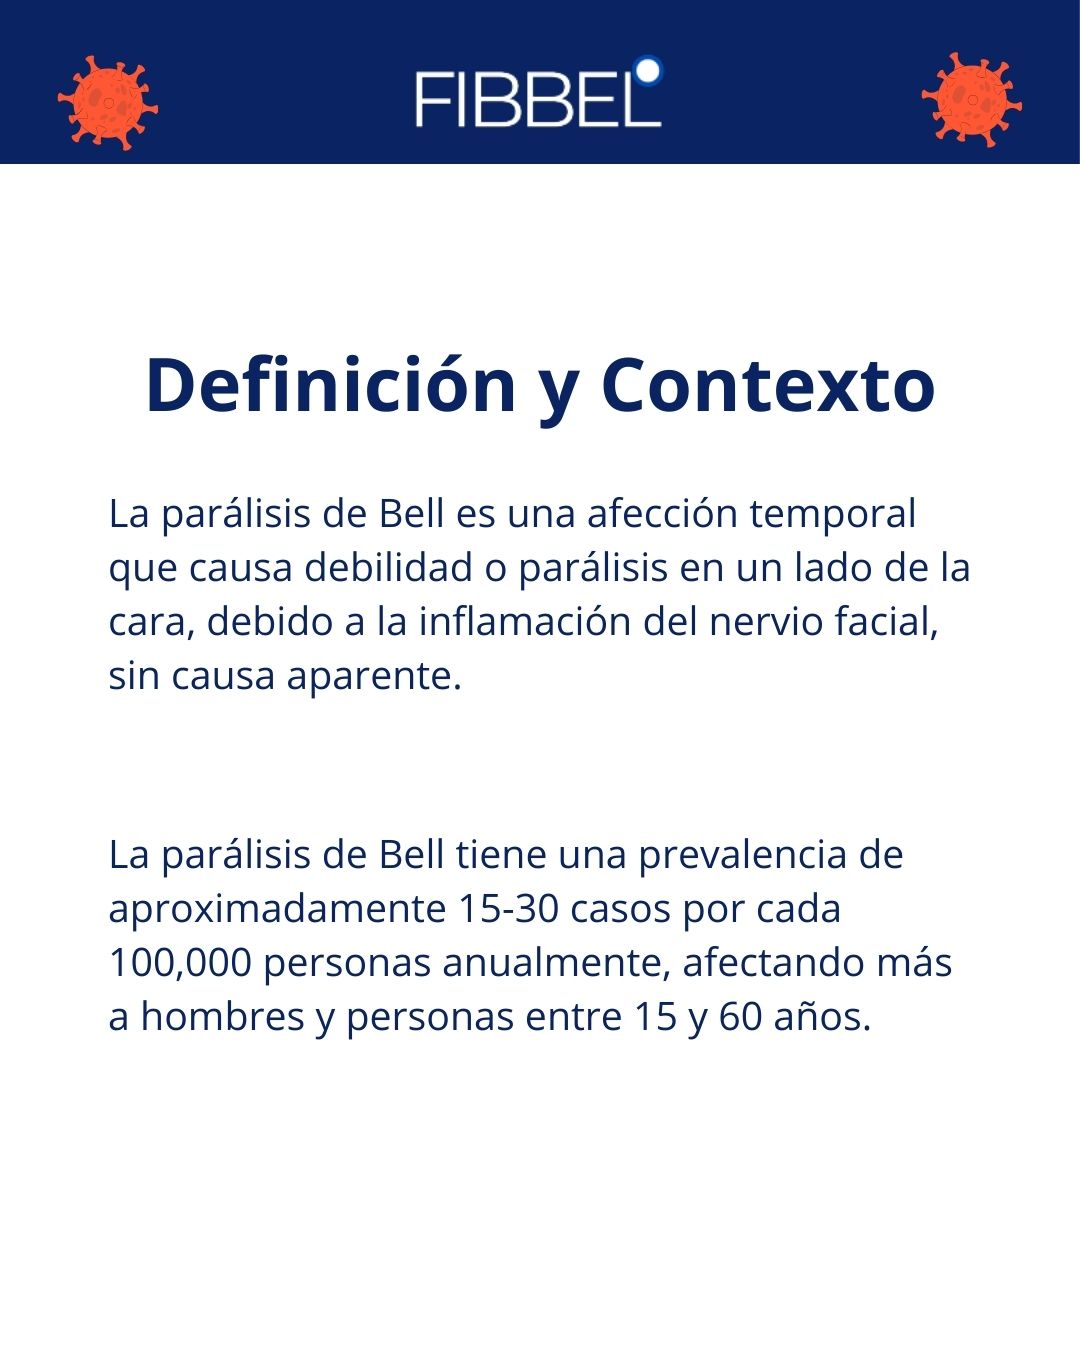 FIBBEL
Definición y Contexto
La parálisis de Bell es una afección temporal
que causa debilidad o parálisis en un lado de la
cara, debido a la inflamación del nervio facial,
sin causa aparente.
La parálisis de Bell tiene una prevalencia de
aproximadamente 15-30 casos por cada
100,000 personas anualmente, afectando más
a hombres y personas entre 15 y 60 años.